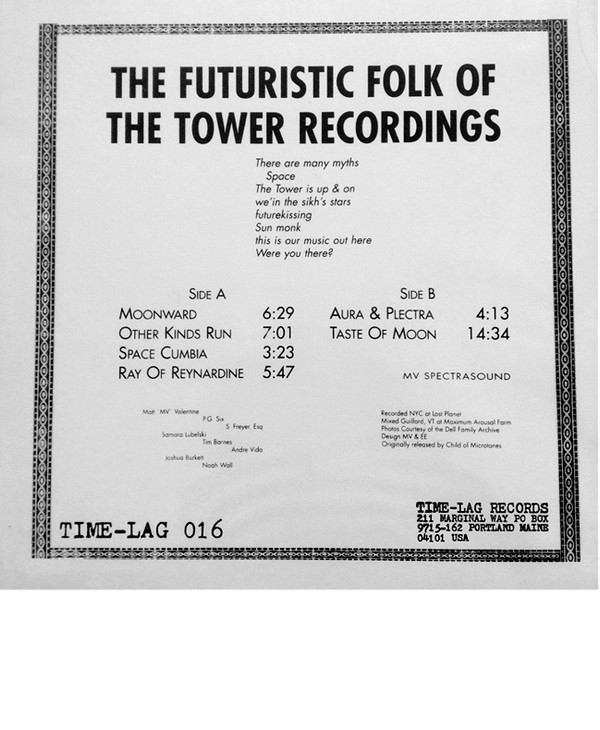 THE FUTURISTIC FOLK OF
THE TOWER RECORDINGS
There are many myths
Space
The Tower is up & on
we'in the sikh's stars
futurekissing
Sun monk
this is our music out here
Were you there?
SIDE A
MOONWARD 6:29
OTHER KINDS RUN 7:01
SPACE CUMBIA 3:23
RAY OF REYNARDINE 5:47
SIDE B
AURA & PLECTRA 4:13
TASTE OF MOON 14:34
MV SPECTRASOUND
Matt "MV" Valentine
P.G. Six
S. Freyer, Esq
Samara Lubelski
Tim Barnes
Andre Vida
Joshua Burkett
Noah Wall
Recorded NYC at Lost Planet
Mixed Guilford, VT at Maximum Arousal Farm
Photos Courtesy of the Dell Family Archive
Design MV & EE
Originally released by Child of Microtones
TIME-LAG 016
TIME-LAG RECORDS
211 MARGINAL WAY PO BOX
9715-162 PORTLAND MAINE
04101 USA